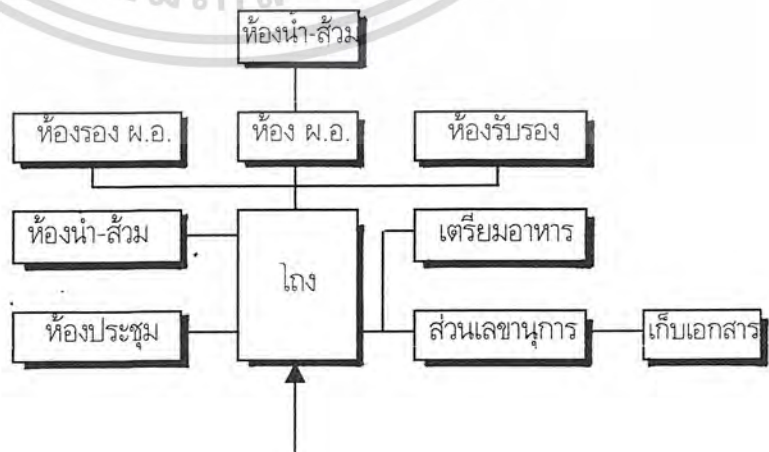 ห้องน้ำ-ส้วม
ห้องรอง ผ.อ.
ห้อง ผ.อ.
ห้องรับรอง
ห้องน้ำ-ส้วม
โถง
เตรียมอาหาร
ห้องประชุม
ส่วนเลขานุการ
เก็บเอกสาร